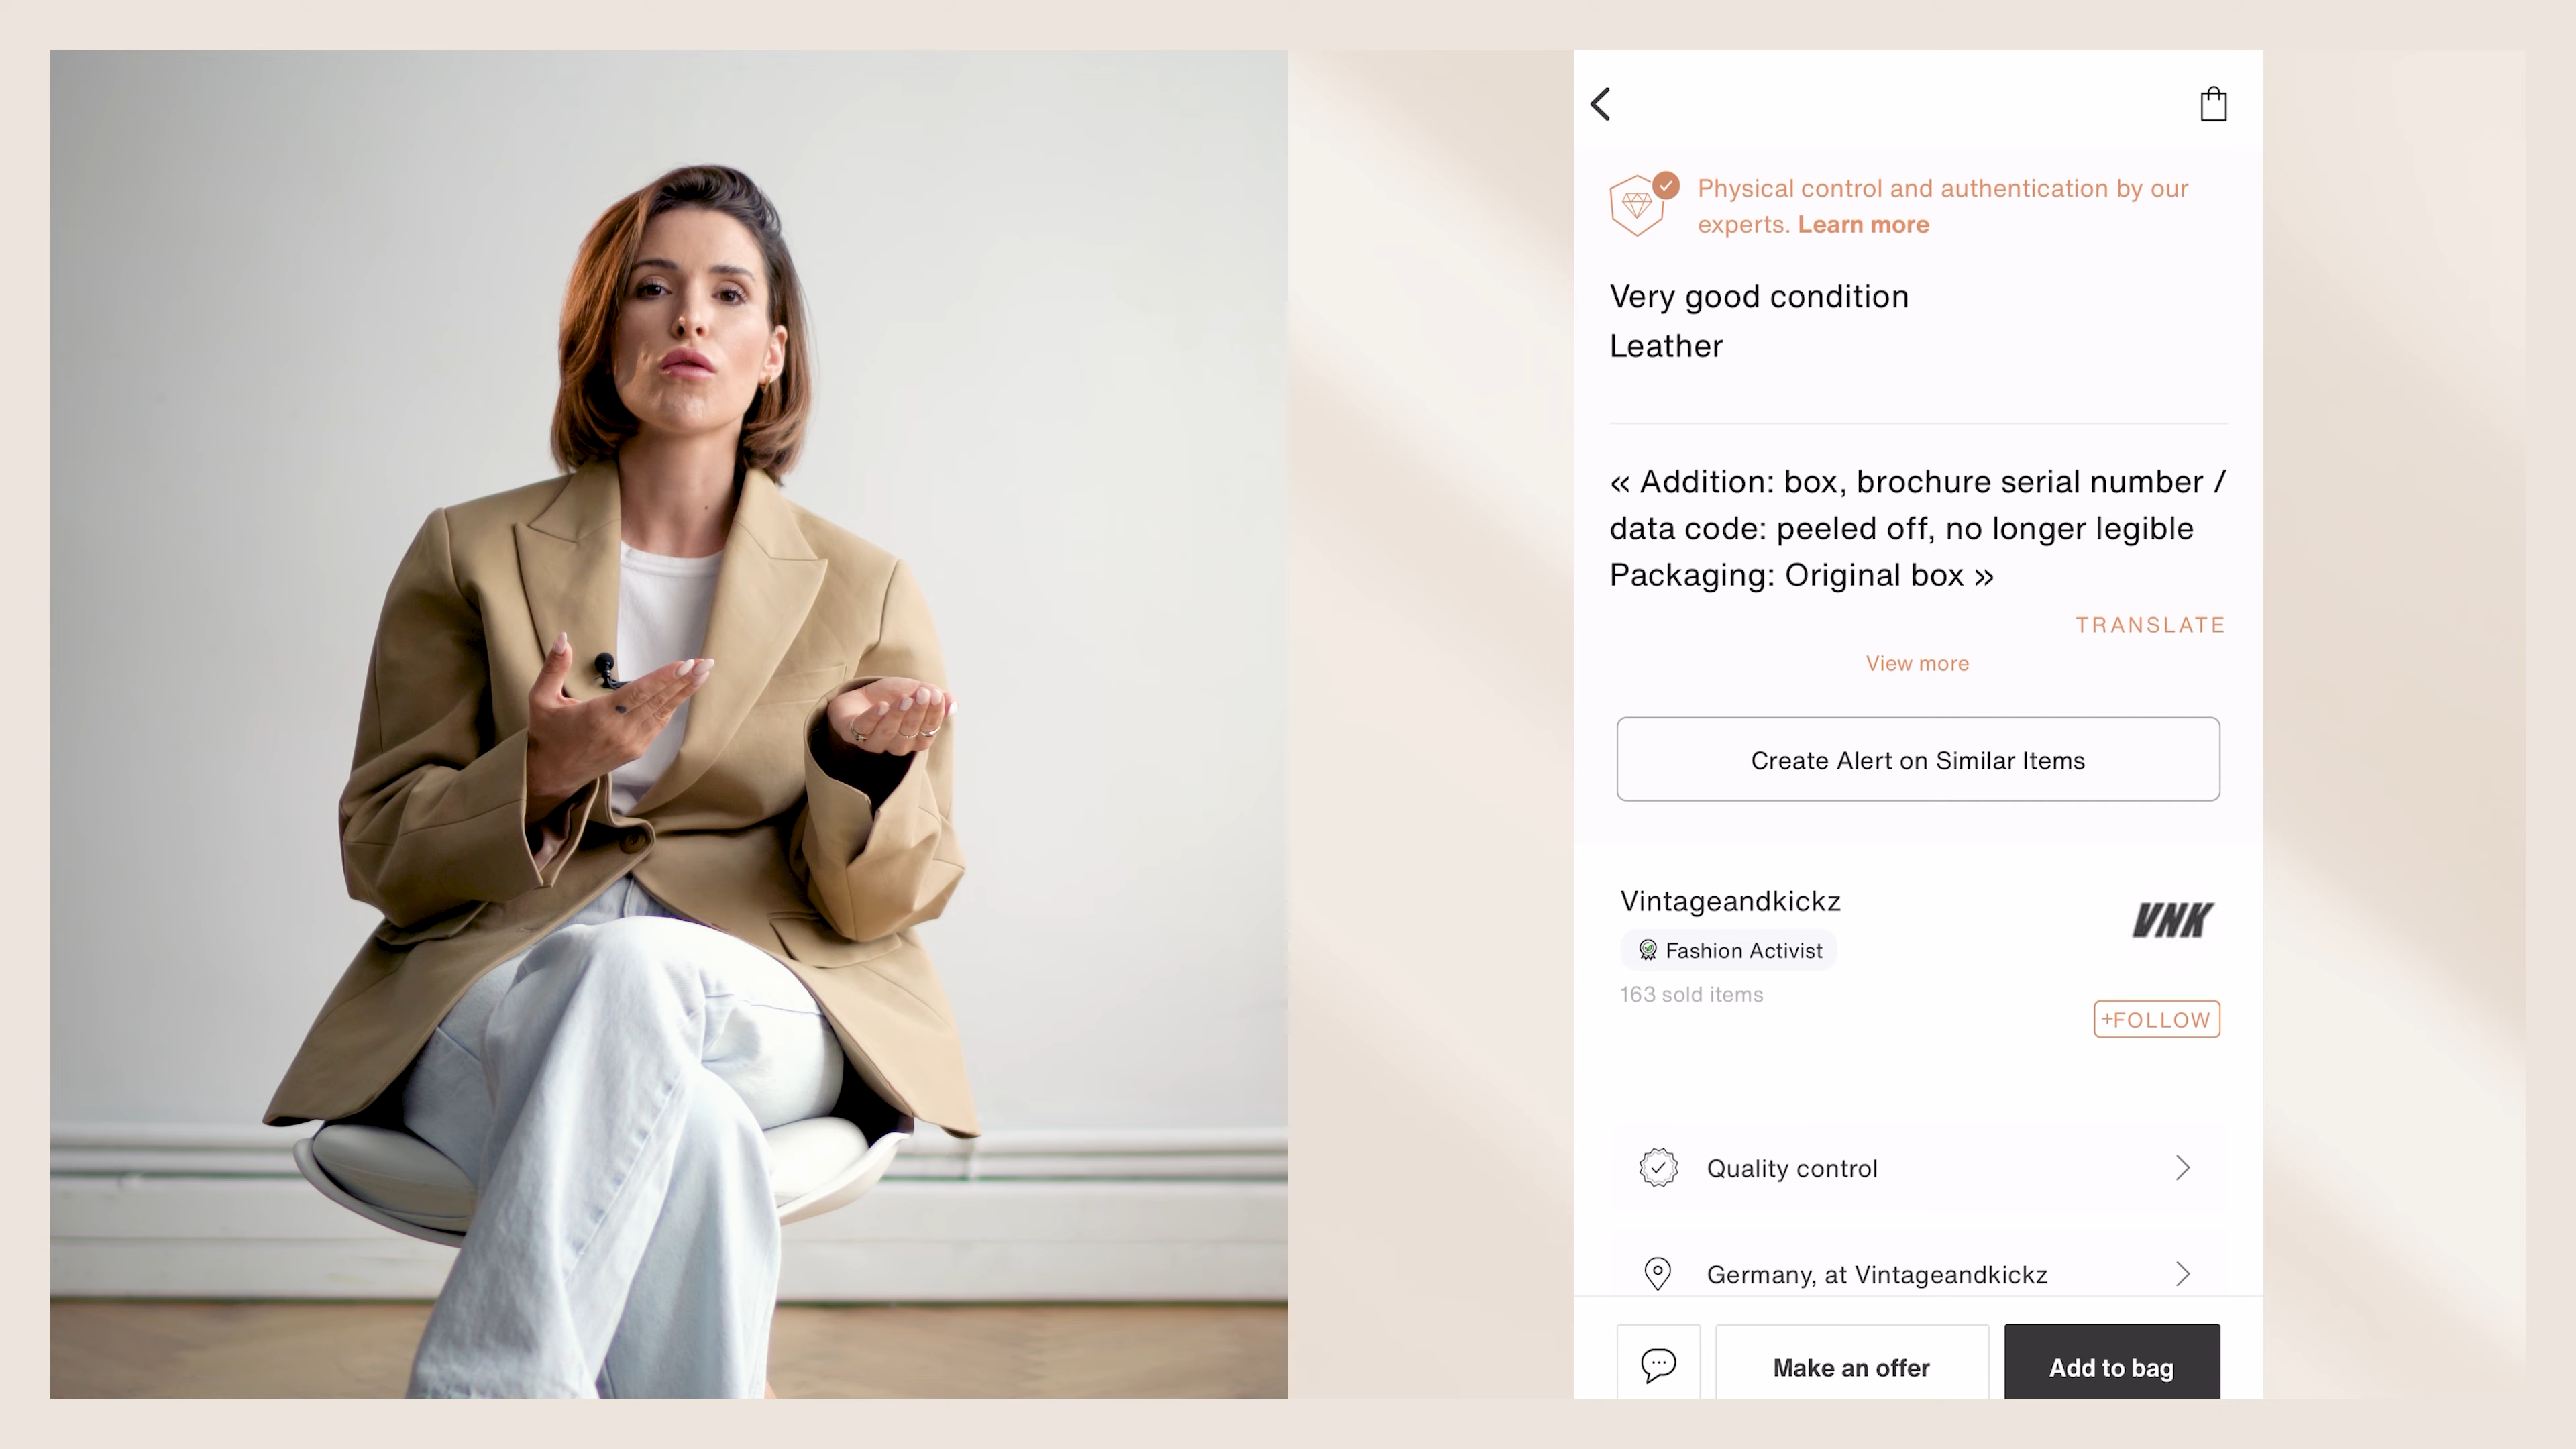 Physical control and authentication by our
experts. Learn more
Very good condition
Leather
« Addition: box, brochure serial number /
data code: peeled off, no longer legible
Packaging: Original box »
TRANSLATE
View more
Create Alert on Similar Items
Vintageandkickz
VNK
Fashion Activist
163 sold items
+FOLLOW
Quality control
Germany, at Vintageandkickz
Make an offer
Add to bag